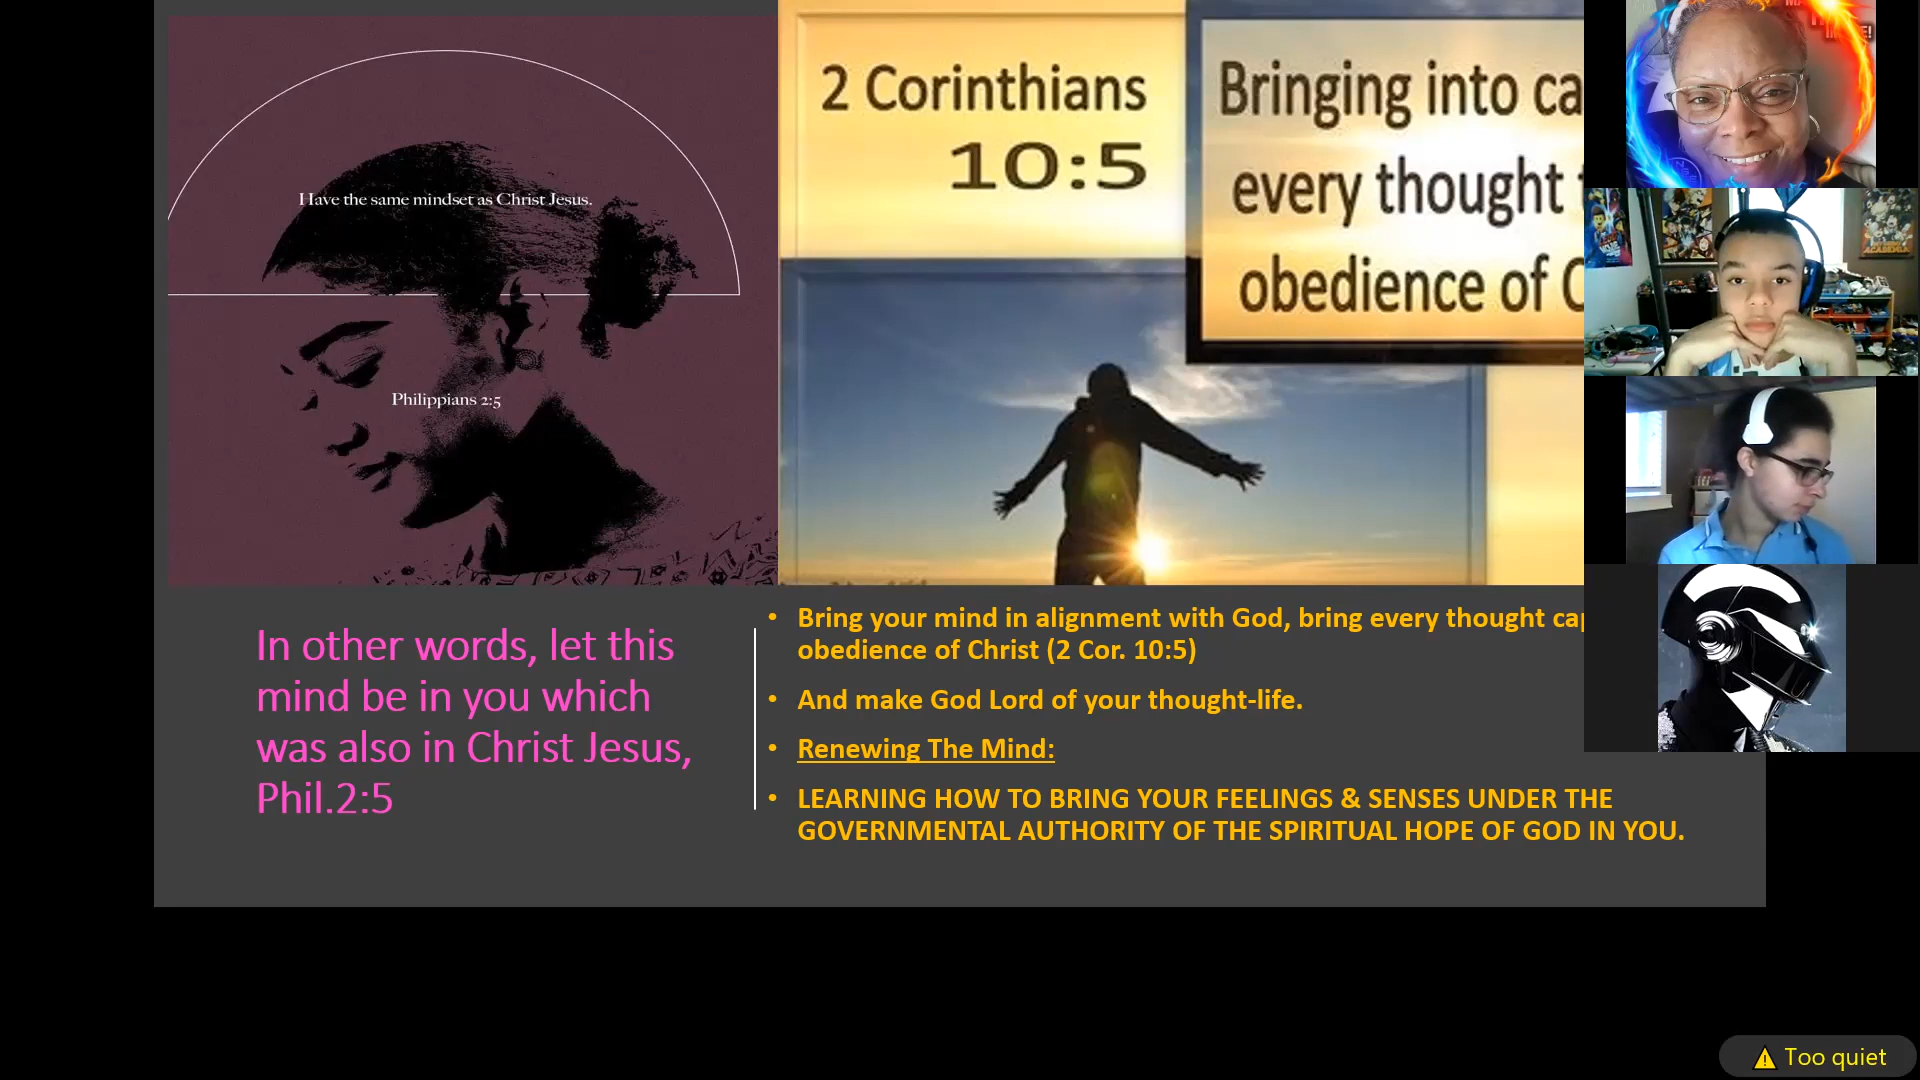 Have the same mindset as Christ Jesus.
Philippians 2:5
2 Corinthians
10:5
Bringing into
every thought
obedience of
In other words, let this
mind be in you which
was also in Christ Jesus,
Phil.2:5
• Bring your mind in alignment with God, bring every thought
obedience of Christ (2 Cor. 10:5)
• And make God Lord of your thought-life.
• Renewing The Mind:
• LEARNING HOW TO BRING YOUR FEELINGS & SENSES UNDER THE
GOVERNMENTAL AUTHORITY OF THE SPIRITUAL HOPE OF GOD IN YOU.
Too quiet